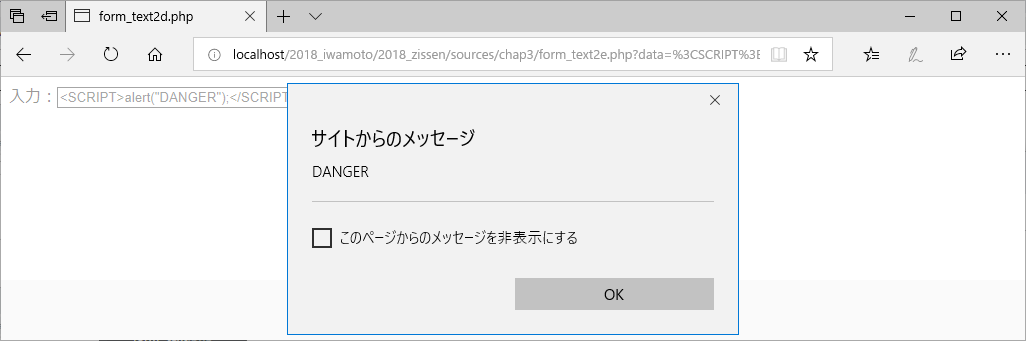 form_text2d.php
localhost/2018_iwamoto/2018_zissen/sources/chap3/form_text2e.php?data=%3CSCRIPT%3E
入力：<SCRIPT>alert("DANGER");</SCRIPT
サイトからのメッセージ
DANGER
このページからのメッセージを非表示にする
OK